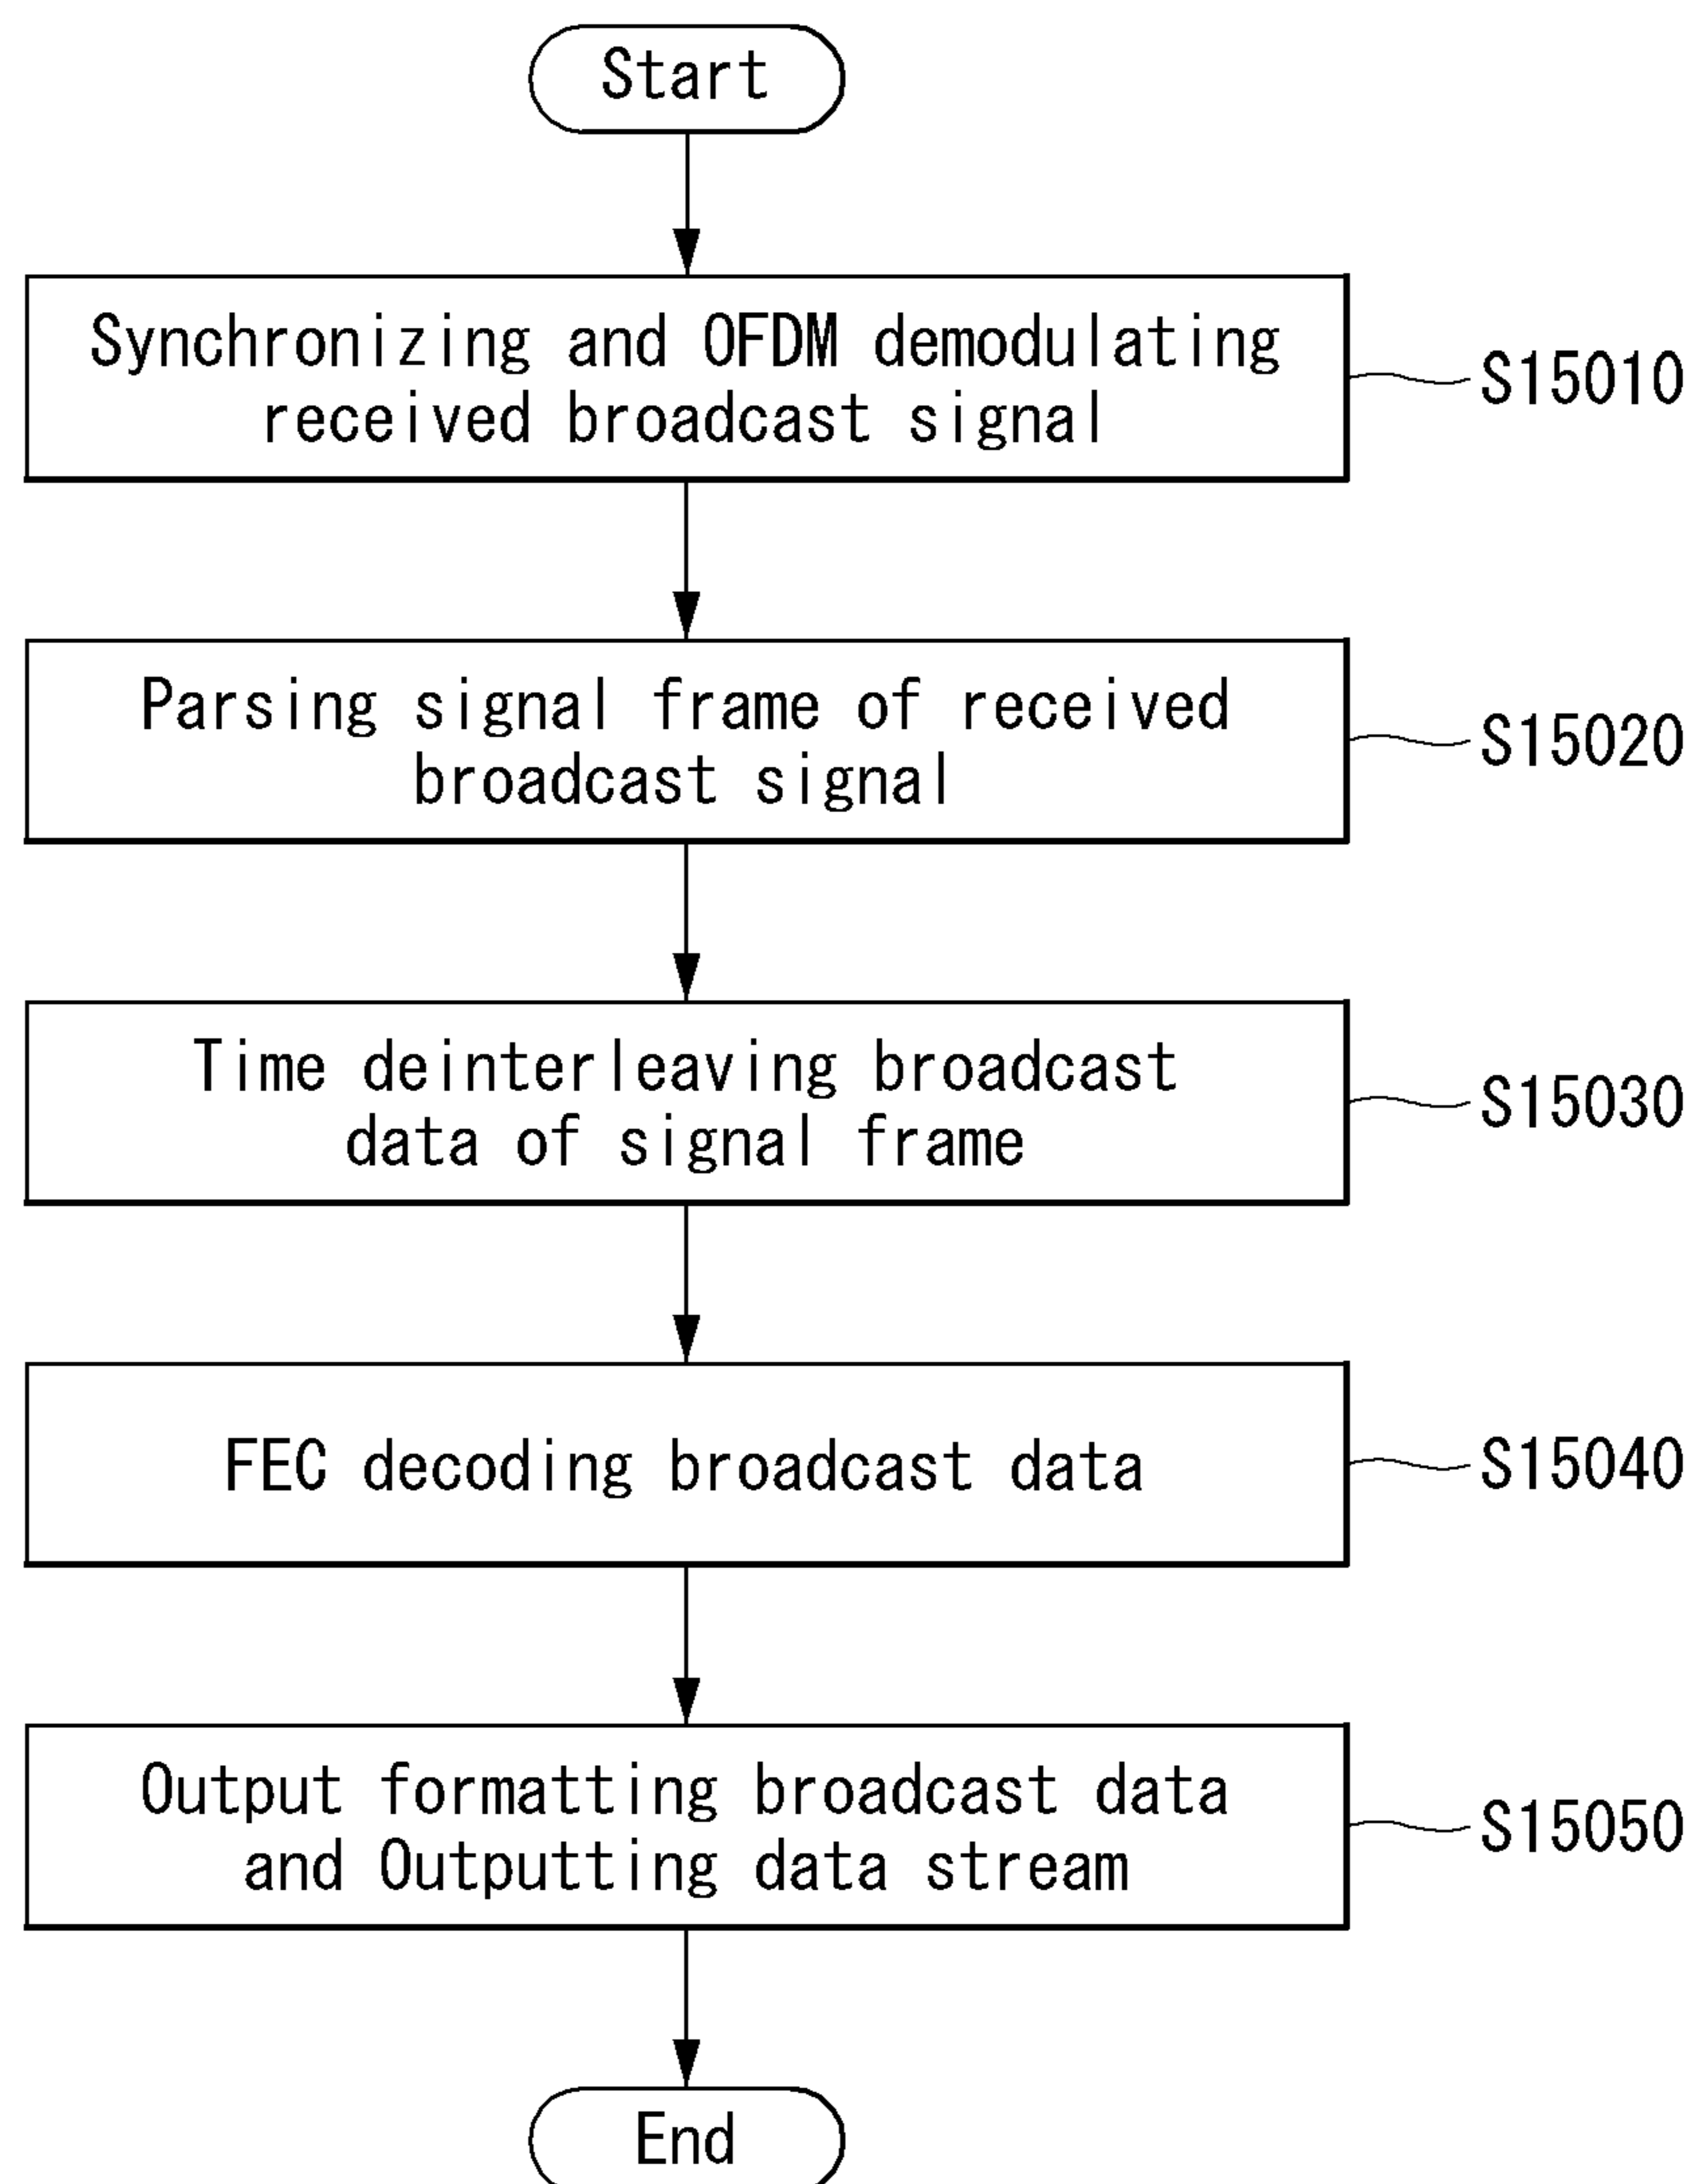 Start
Synchronizing and OFDM demodulating
received broadcast signal
S15010
Parsing signal frame of received
broadcast signal
S15020
Time deinterleaving broadcast
data of signal frame
S15030
FEC decoding broadcast data
S15040
Output formatting broadcast data
and Outputting data stream
S15050
End